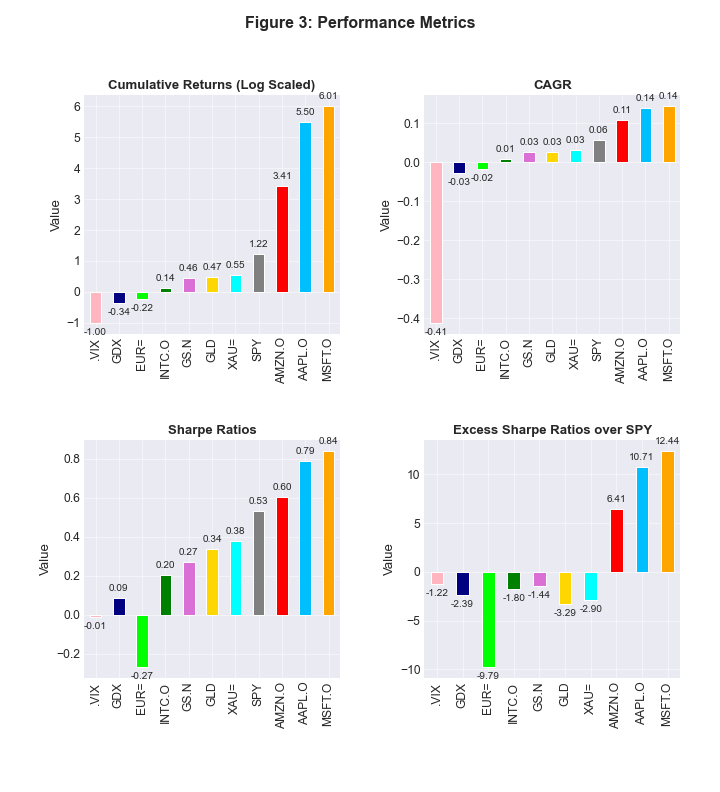 Figure 3: Performance Metrics
Cumulative Returns (Log Scaled)
Value
6
5
4
3
2
1
0
−1
-1.00
-0.34
-0.22
0.14
0.46
0.47
0.55
1.22
3.41
5.50
6.01
.VIX
GDX
EUR=
INTC.O
GS.N
GLD
XAU=
SPY
AMZN.O
AAPL.O
MSFT.O
CAGR
Value
0.1
0.0
−0.1
−0.2
−0.3
−0.4
-0.41
-0.03
-0.02
0.01
0.03
0.03
0.03
0.06
0.11
0.14
0.14
.VIX
GDX
EUR=
INTC.O
GS.N
GLD
XAU=
SPY
AMZN.O
AAPL.O
MSFT.O
Sharpe Ratios
Value
0.8
0.6
0.4
0.2
0.0
−0.2
-0.01
0.09
-0.27
0.20
0.27
0.34
0.38
0.53
0.60
0.79
0.84
.VIX
GDX
EUR=
INTC.O
GS.N
GLD
XAU=
SPY
AMZN.O
AAPL.O
MSFT.O
Excess Sharpe Ratios over SPY
Value
10
5
0
−5
−10
-1.22
-2.39
-9.79
-1.80
-1.44
-3.29
-2.90
6.41
10.71
12.44
.VIX
GDX
EUR=
INTC.O
GS.N
GLD
XAU=
AMZN.O
AAPL.O
MSFT.O